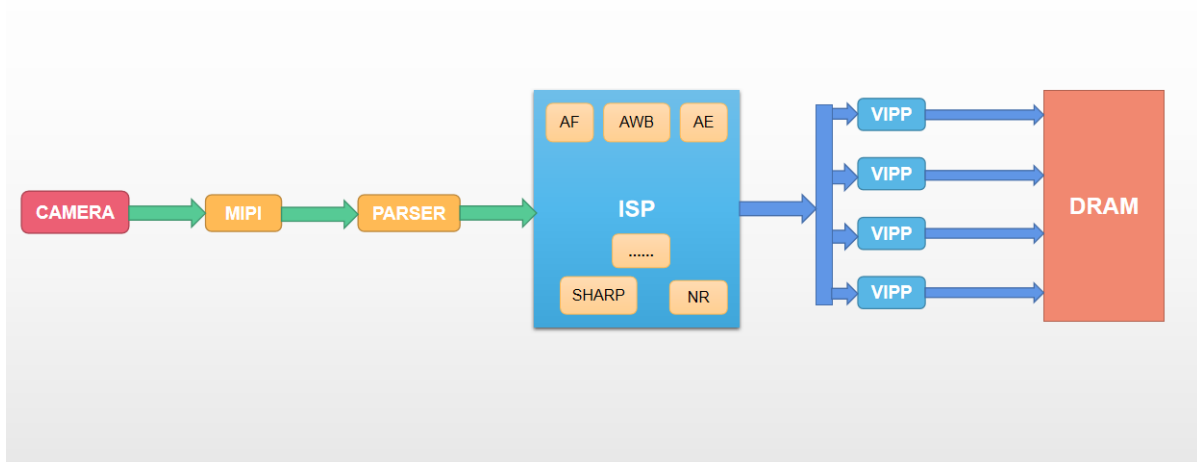 CAMERA
MIPI
PARSER
AF
AWB
AE
ISP
......
SHARP
NR
VIPP
VIPP
VIPP
VIPP
DRAM